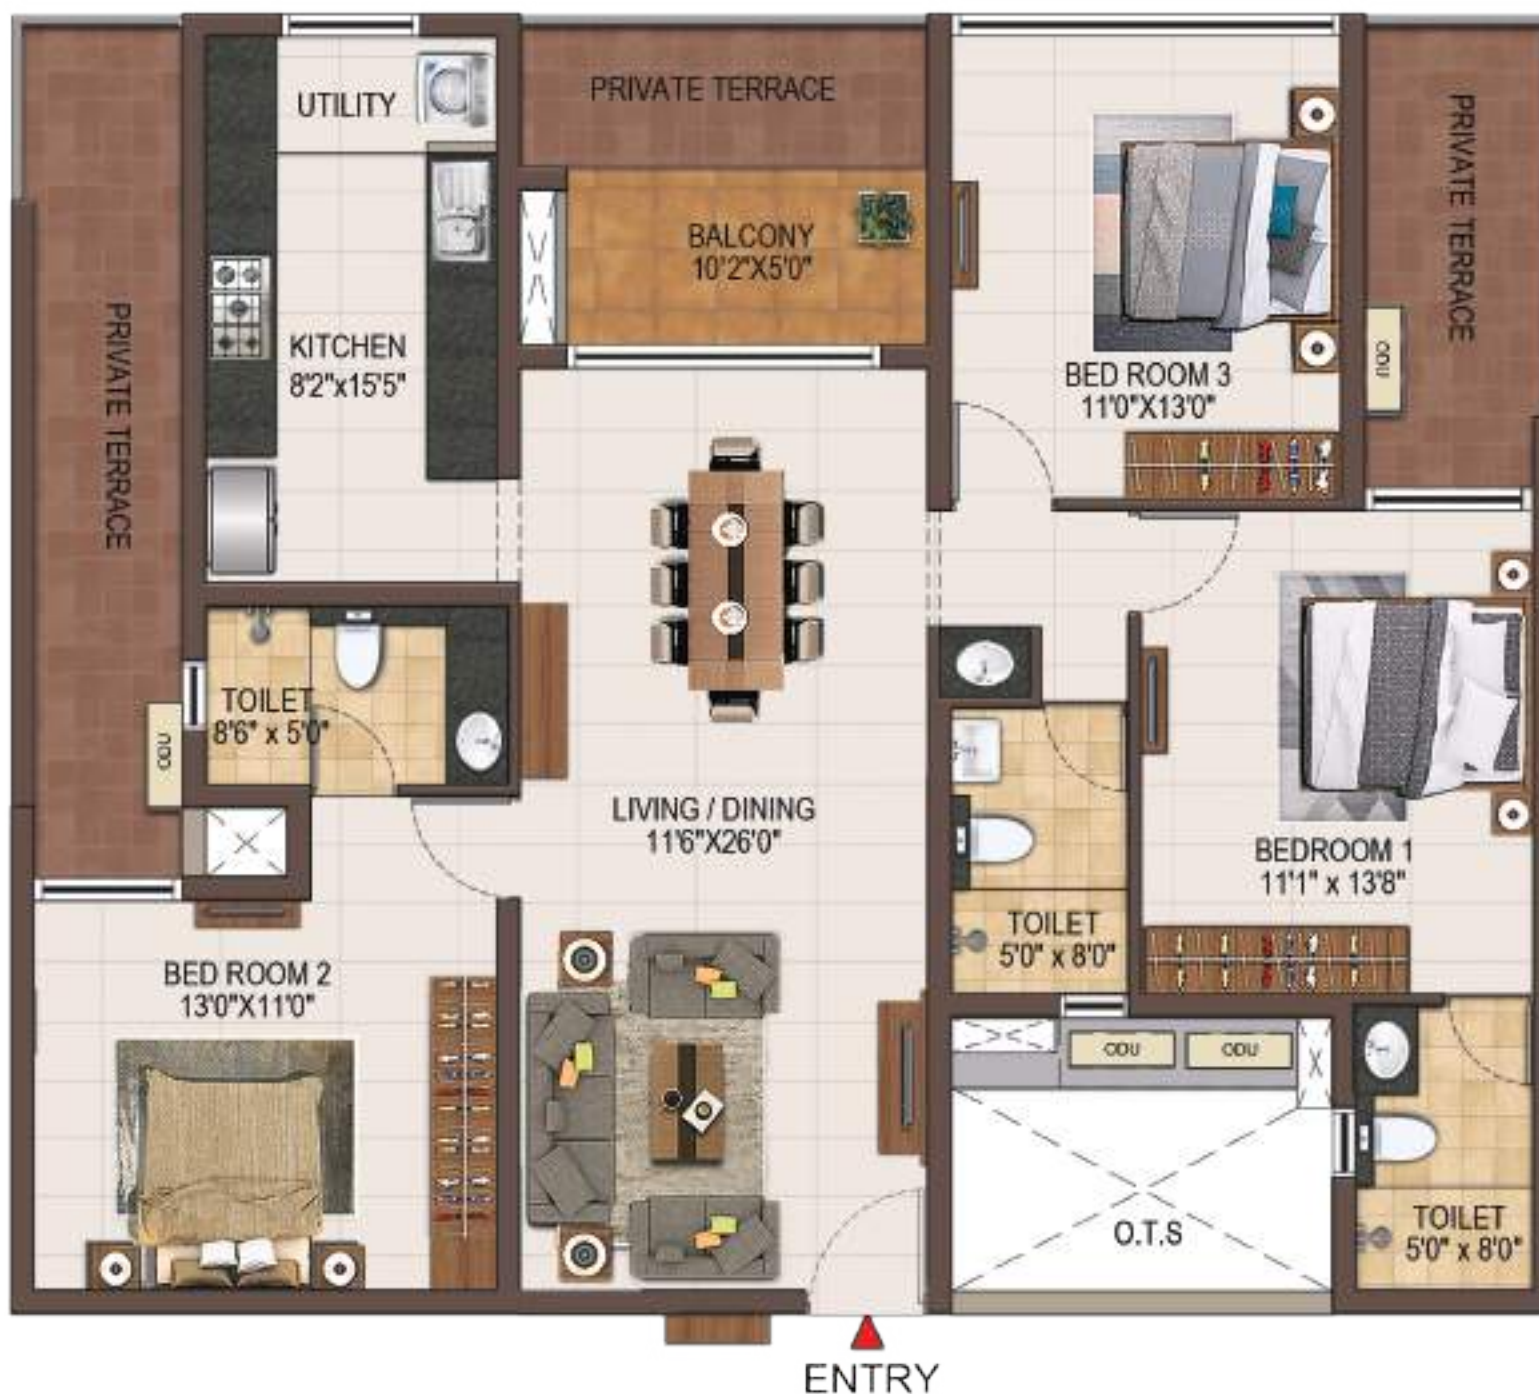 UTILITY
PRIVATE TERRACE
PRIVATE TERRACE
BALCONY
10'2"X5'0"
PRIVATE TERRACE
KITCHEN
8'2"x15'5"
BED ROOM 3
11'0"X13'0"
ODU
TOILET
8'6" x 5'0"
ODU
LIVING / DINING
11'6"X26'0"
BEDROOM 1
11'1" x 13'8"
TOILET
5'0" x 8'0"
BED ROOM 2
13'0"X11'0"
ODU
ODU
O.T.S
TOILET
5'0" x 8'0"
ENTRY